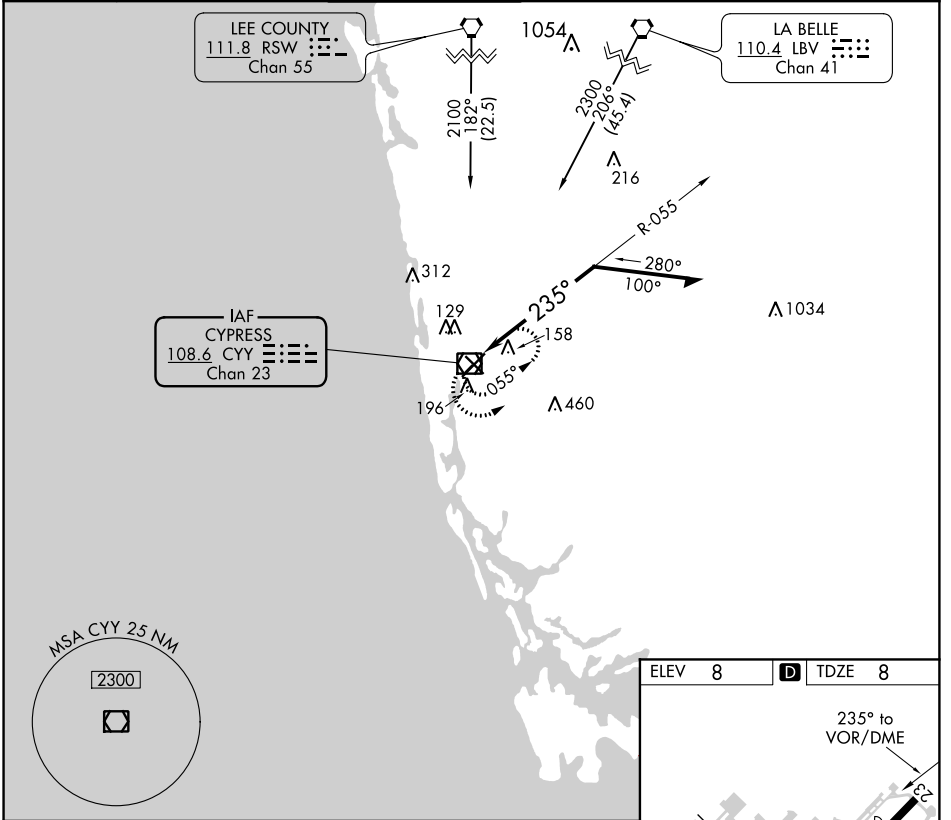 LEE COUNTY
111.8 RSW
Chan 55
1054
LA BELLE
110.4 LBV
Chan 41
2100
182°
(22.5)
2300
206°
(45.4)
216
R-055
312
280°
100°
235°
1034
129
158
IAF
CYPRESS
108.6 CYY
Chan 23
055°
196
460
MSA CYY 25 NM
2300
ELEV 8 D TDZE 8
235° to
VOR/DME
23